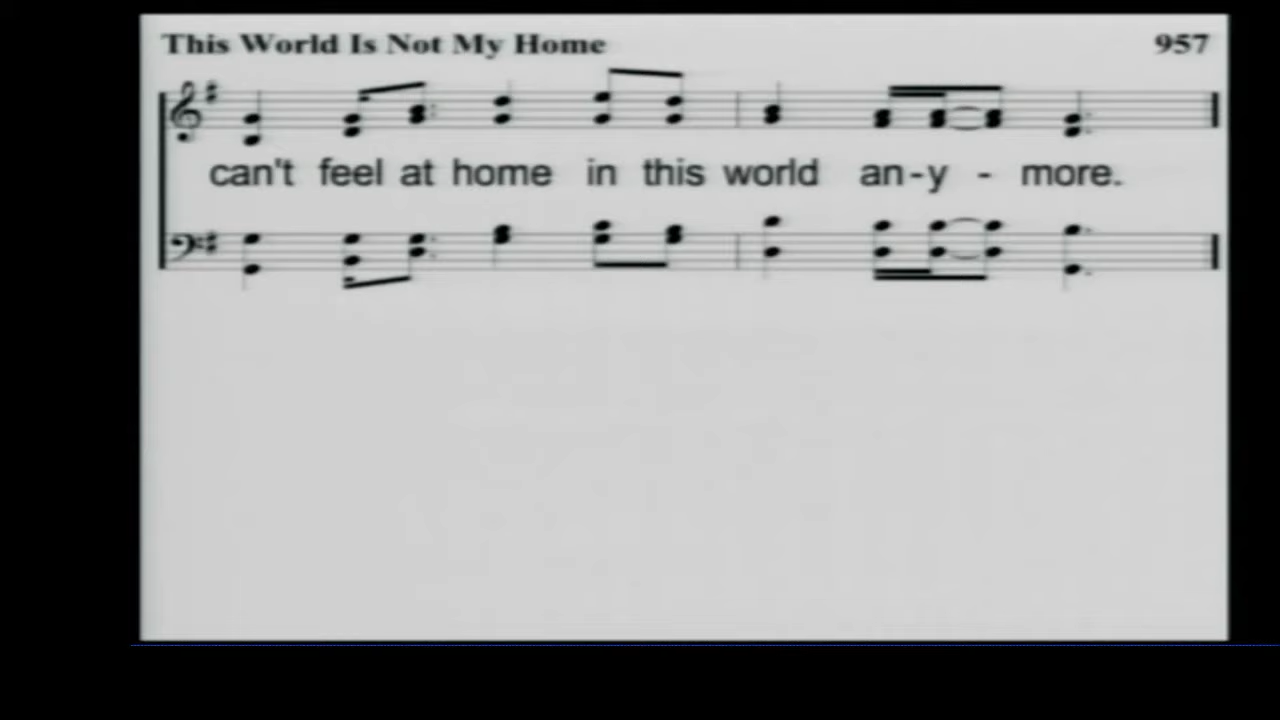 This World Is Not My Home 957
can't feel at home in this world an-y - more.